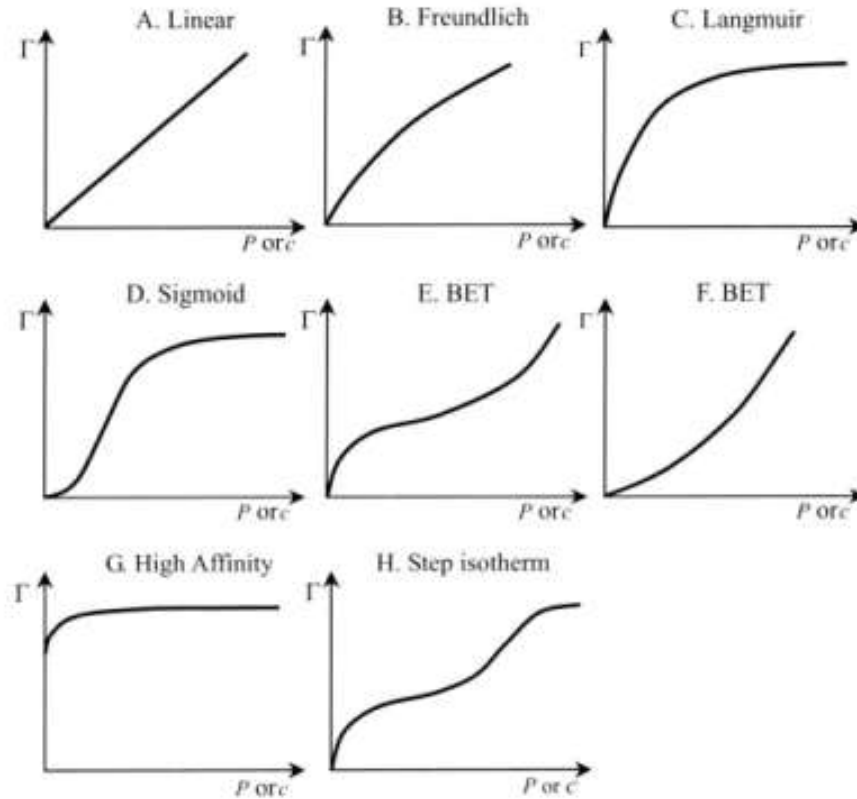 A. Linear
Γ
P or c
B. Freundlich
Γ
P or c
C. Langmuir
Γ
P or c
D. Sigmoid
Γ
P or c
E. BET
Γ
P or c
F. BET
Γ
P or c
G. High Affinity
Γ
P or c
H. Step isotherm
Γ
P or c